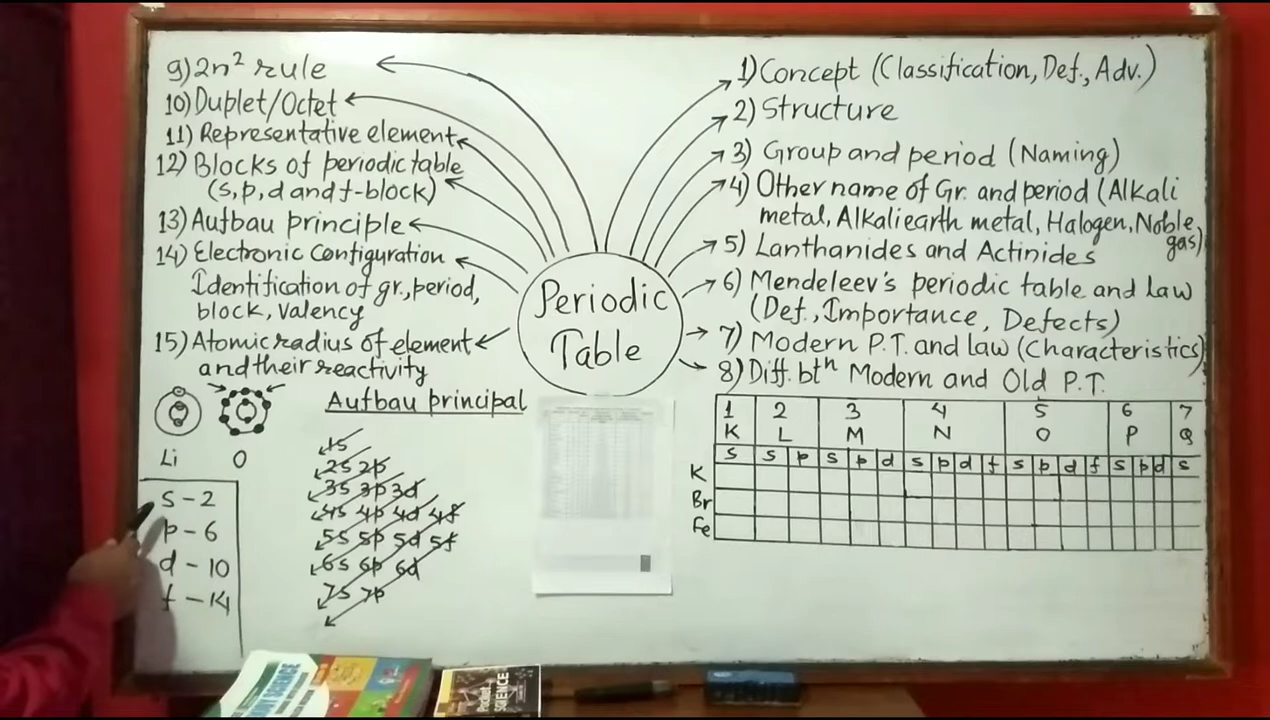 9) 2n² rule
10) Duplet/Octet
11) Representative element
12) Blocks of periodic table
(s, p, d and f-block)
13) Aufbau principle
14) Electronic Configuration
Identification of gr., period,
block, valency
15) Atomic radius of element
and their reactivity
Li O
S - 2
p - 6
d - 10
f - 14
Aufbau principal
1s
2s 2p
3s 3p 3d
4s 4p 4d 4f
5s 5p 5d 5f
6s 6p 6d
7s 7p
Periodic
Table
1) Concept (Classification, Def., Adv.)
2) Structure
3) Group and period (Naming)
4) Other name of Gr. and period (Alkali
metal, Alkaliearth metal, Halogen, Noble
gas)
5) Lanthanides and Actinides
6) Mendeleev's periodic table and law
(Def., Importance, Defects)
7) Modern P.T. and law (Characteristics)
8) Diff. btⁿ Modern and Old P.T.
1 2 3 4 5 6 7
K L M N O P Q
s s p s p d s p d f s p d f s p d s
K
Br
Fe
SCIENCE
Pocket
SCIENCE